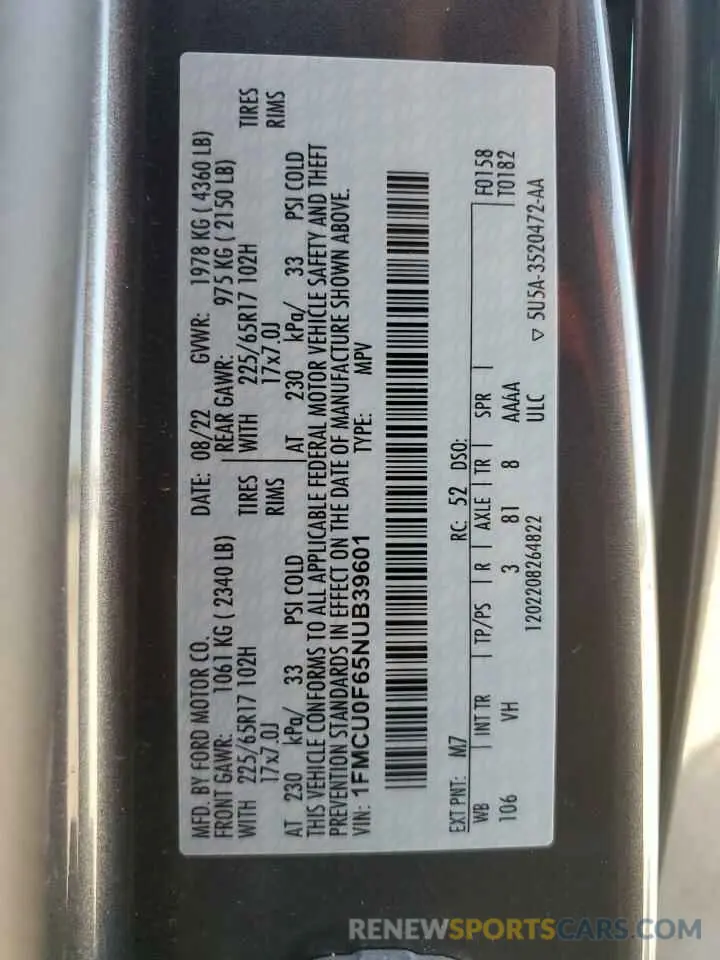 MFD. BY FORD MOTOR CO. DATE: 08/22 GVWR: 1978 KG ( 4360 LB)
FRONT GAWR: 1061 KG ( 2340 LB) REAR GAWR: 975 KG ( 2150 LB)
WITH 225/65R17 102H TIRES WITH 225/65R17 102H TIRES
17x7.0J RIMS 17x7.0J RIMS
AT 230 kPa/ 33 PSI COLD AT 230 kPa/ 33 PSI COLD
THIS VEHICLE CONFORMS TO ALL APPLICABLE FEDERAL MOTOR VEHICLE SAFETY AND THEFT
PREVENTION STANDARDS IN EFFECT ON THE DATE OF MANUFACTURE SHOWN ABOVE.
VIN: 1FMCU0F65NUB39601 TYPE: MPV
EXT PNT: M7 RC: 52 DSO:
WB INT TR TP/PS R AXLE TR SPR F0158
106 VH 3 81 8 AAAA T0182
1202208264822 ULC ▽ 5U5A-3520472-AA
RENEWSPORTSCARS.COM